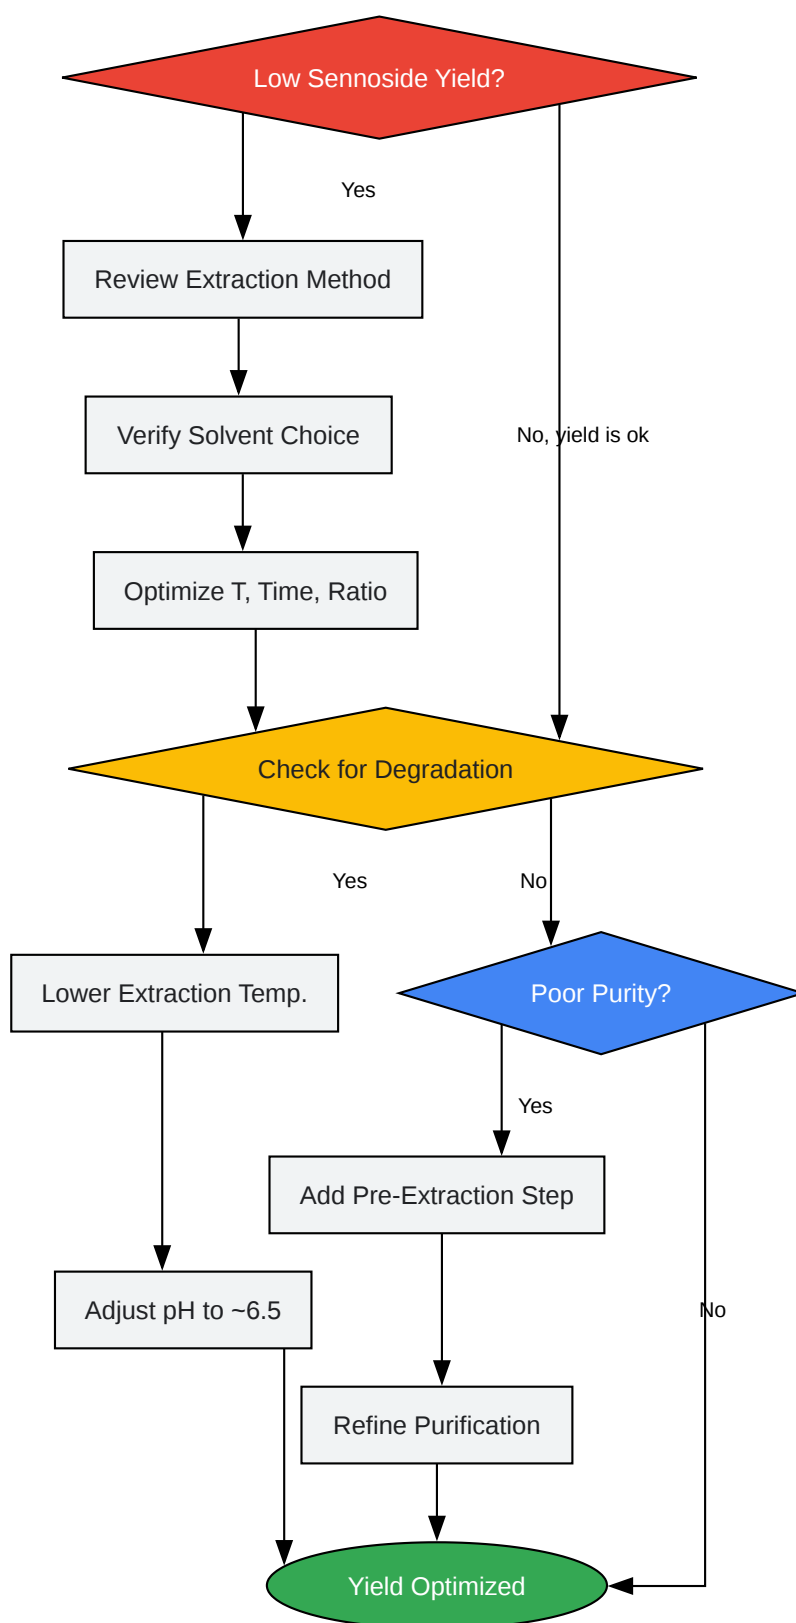 Low Sennoside Yield?
Yes
Review Extraction Method
Verify Solvent Choice
No, yield is ok
Optimize T, Time, Ratio
Check for Degradation
Yes
No
Lower Extraction Temp.
Poor Purity?
Yes
Add Pre-Extraction Step
Adjust pH to ~6.5
No
Refine Purification
Yield Optimized